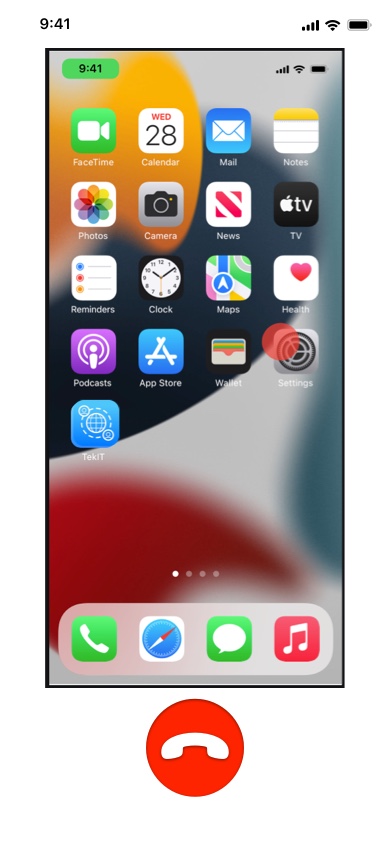 9:41
9:41
WED
28
FaceTime Calendar Mail Notes
tv
Photos Camera News TV
Reminders Clock Maps Health
Podcasts App Store Wallet Settings
TekIT